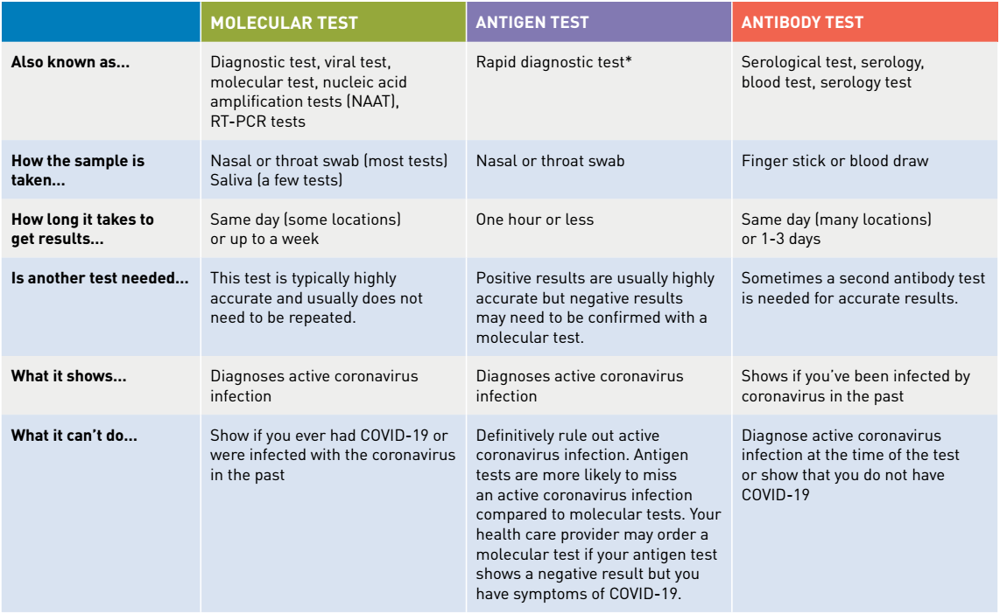 MOLECULAR TEST
ANTIGEN TEST
ANTIBODY TEST
Also known as...
Diagnostic test, viral test,
molecular test, nucleic acid
amplification tests (NAAT),
RT-PCR tests
Rapid diagnostic test*
Serological test, serology,
blood test, serology test
How the sample is
taken...
Nasal or throat swab (most tests)
Saliva (a few tests)
Nasal or throat swab
Finger stick or blood draw
How long it takes to
get results...
Same day (some locations)
or up to a week
One hour or less
Same day (many locations)
or 1-3 days
Is another test needed...
This test is typically highly
accurate and usually does not
need to be repeated.
Positive results are usually highly
accurate but negative results
may need to be confirmed with a
molecular test.
Sometimes a second antibody test
is needed for accurate results.
What it shows...
Diagnoses active coronavirus
infection
Diagnoses active coronavirus
infection
Shows if you've been infected by
coronavirus in the past
What it can't do...
Show if you ever had COVID-19 or
were infected with the coronavirus
in the past
Definitively rule out active
coronavirus infection. Antigen
tests are more likely to miss
an active coronavirus infection
compared to molecular tests. Your
health care provider may order a
molecular test if your antigen test
shows a negative result but you
have symptoms of COVID-19.
Diagnose active coronavirus
infection at the time of the test
or show that you do not have
COVID-19